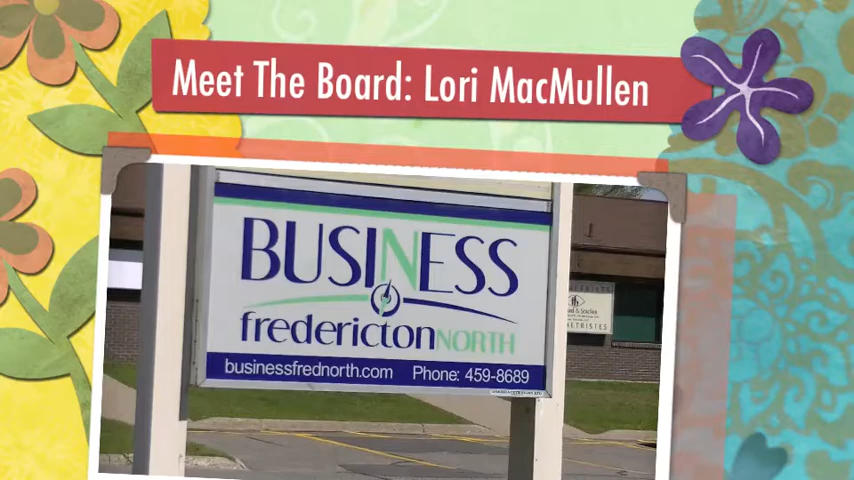 Meet The Board: Lori MacMullen
BUSINESS
frederictonNORTH
businessfrednorth.com Phone: 459-8689